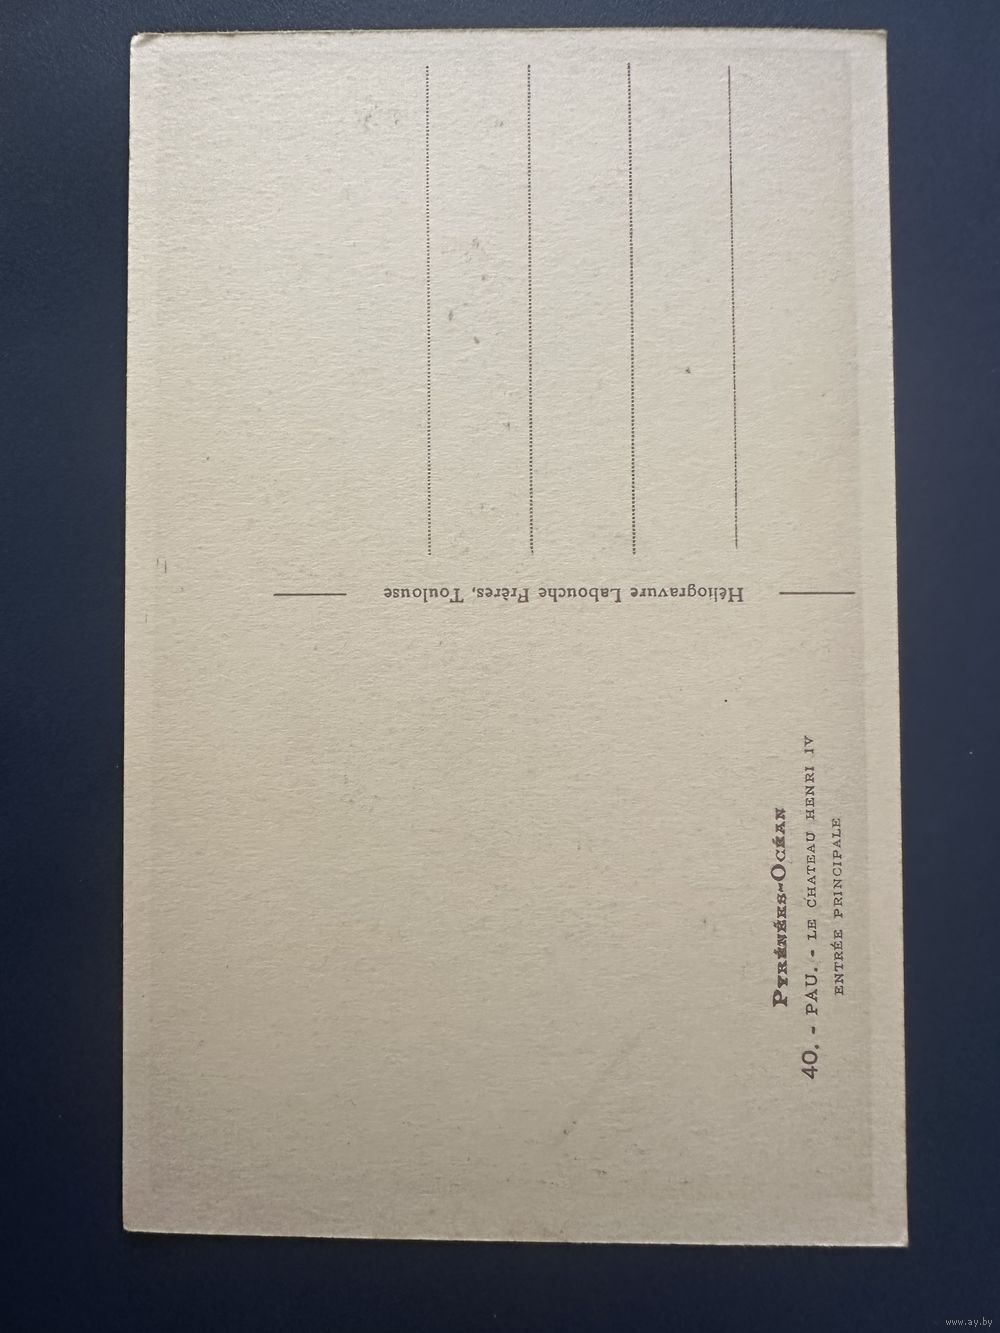 Pyrénées-Océan
40. - PAU. - LE CHATEAU HENRI IV
ENTRÉE PRINCIPALE
Héliogravure Labouche Frères, Toulouse
www.ay.by